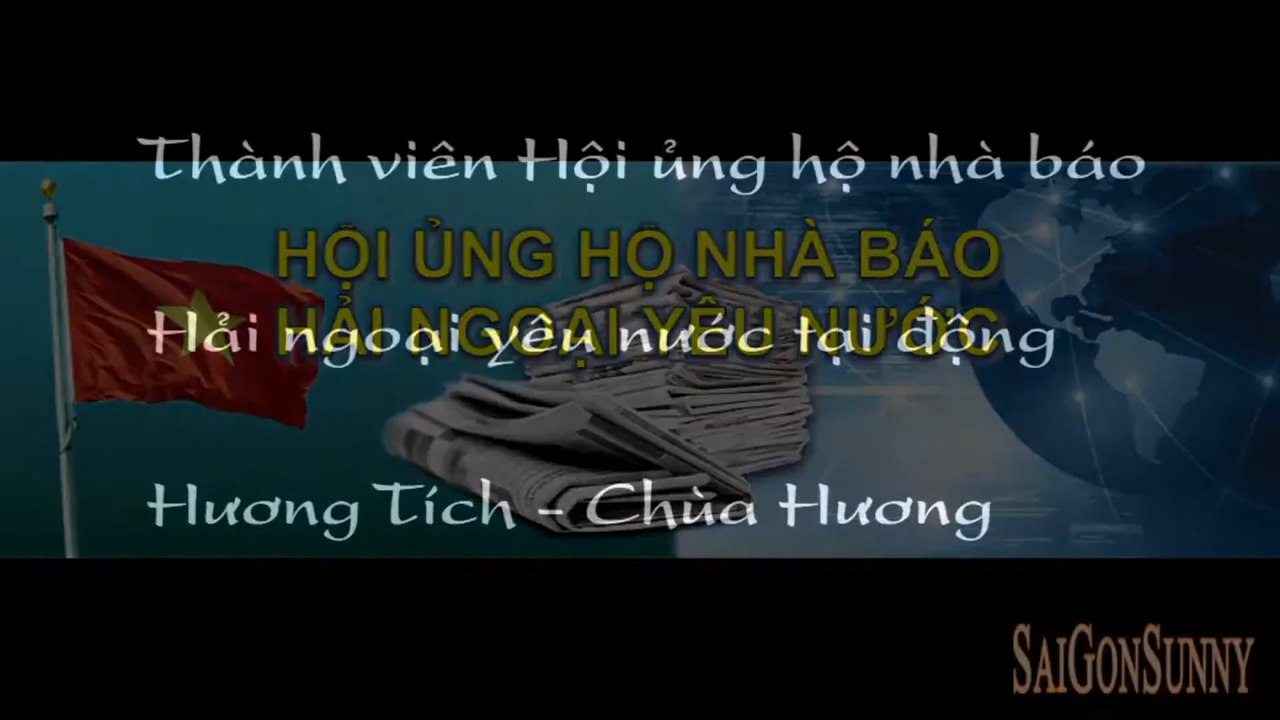 Thành viên Hội ủng hộ nhà báo
HỘI ỦNG HỘ NHÀ BÁO
HẢI NGOẠI YÊU NƯỚC
Hải ngoại yêu nước tại động
Hương Tích - Chùa Hương
SAIGONSUNNY